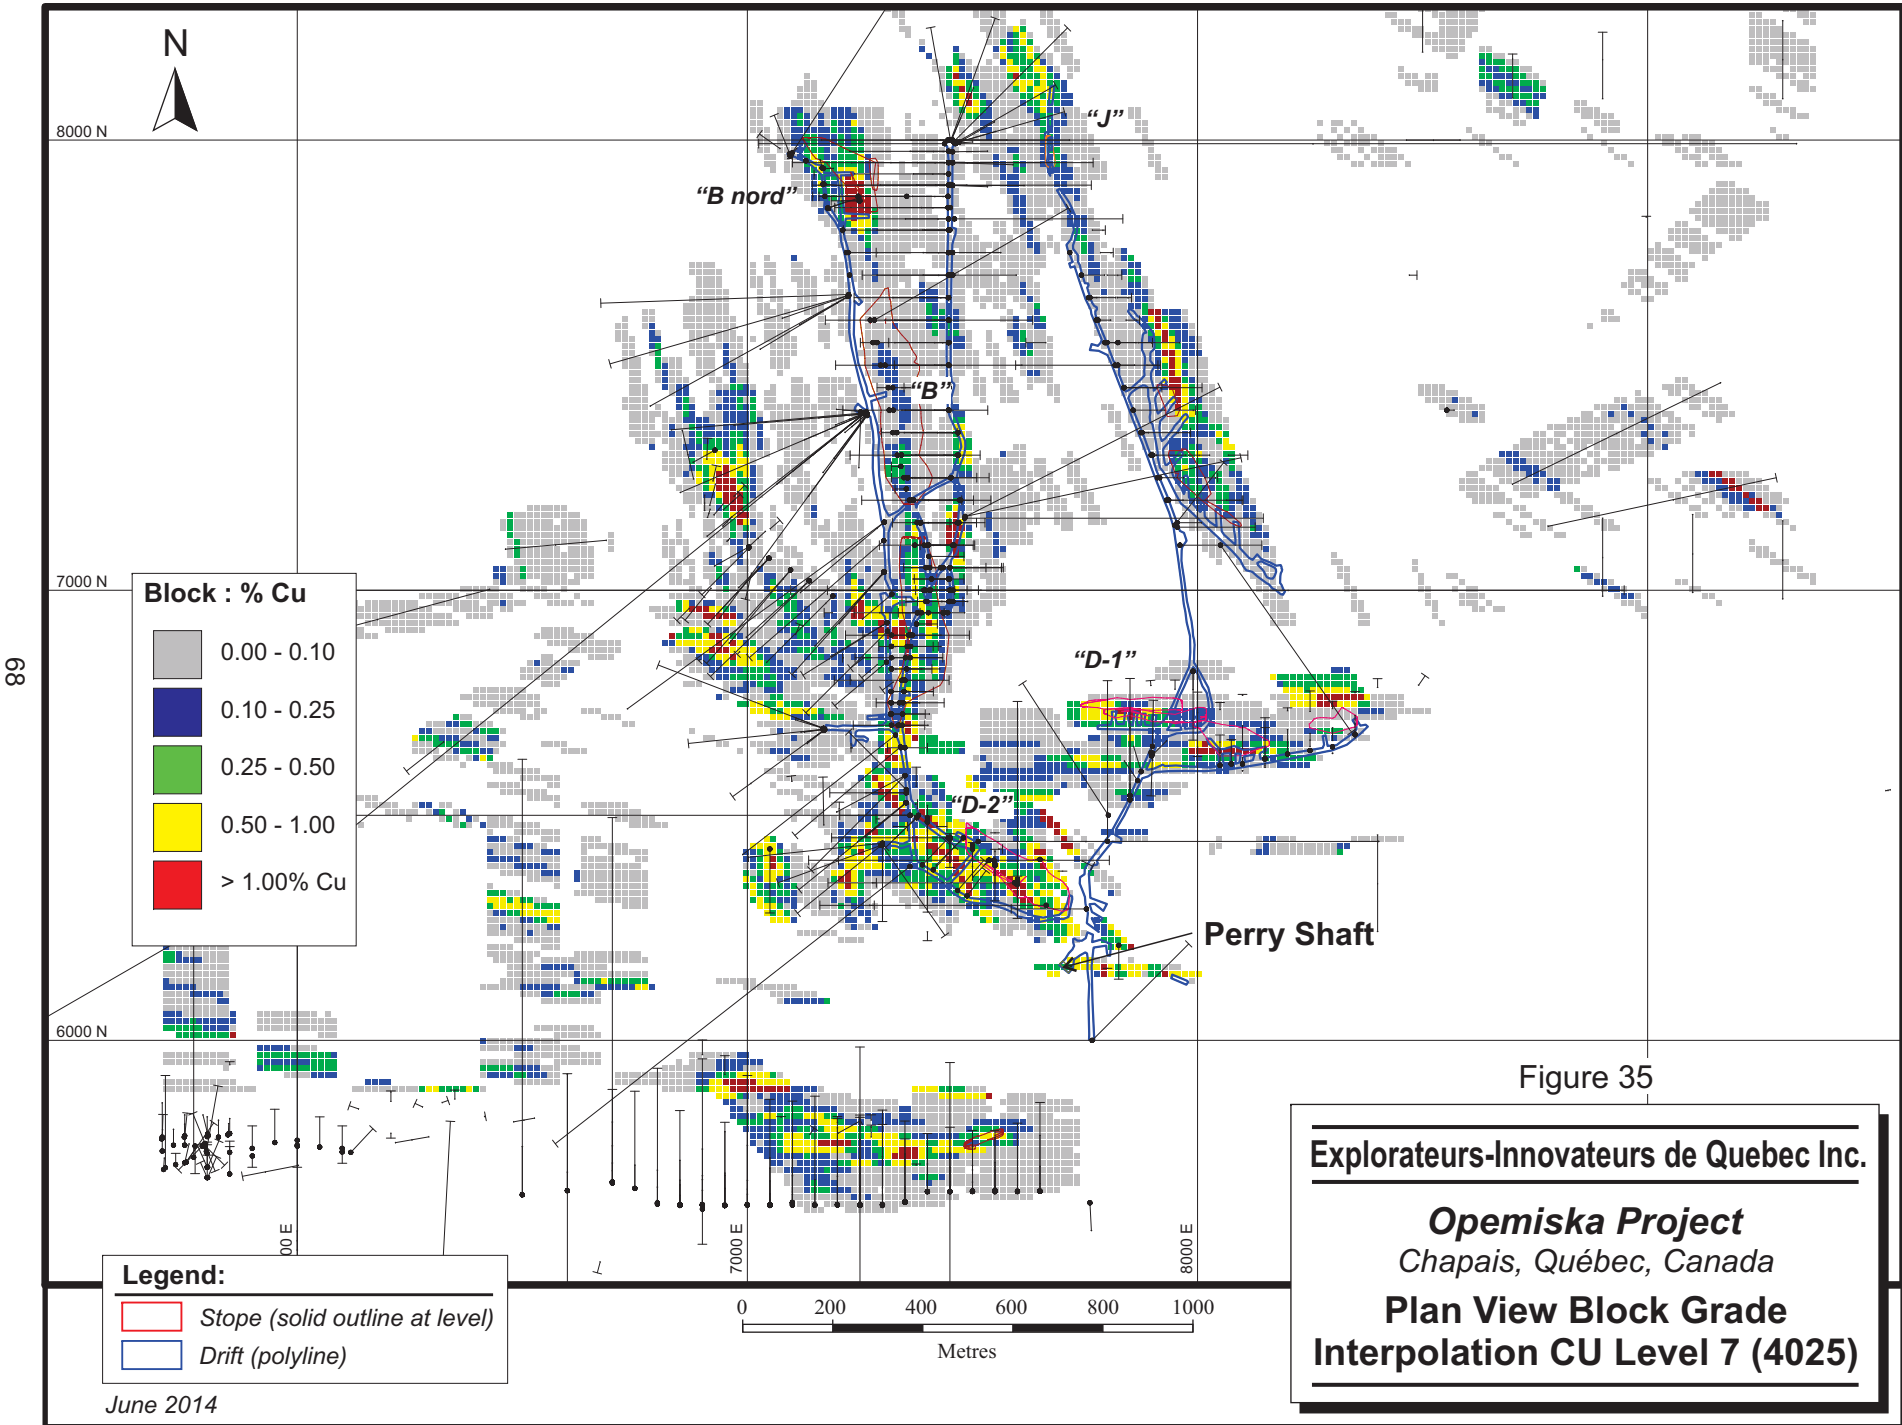 N
"J"
8000 N
"B nord"
"B"
7000 N
Block : % Cu
0.00 - 0.10
0.10 - 0.25
0.25 - 0.50
0.50 - 1.00
> 1.00% Cu
89
"D-1"
"D-2"
Perry Shaft
6000 N
Figure 35
00 E
7000 E
8000 E
Explorateurs-Innovateurs de Quebec Inc.
Opemiska Project
Chapais, Québec, Canada
Plan View Block Grade
Interpolation CU Level 7 (4025)
Legend:
Stope (solid outline at level)
Drift (polyline)
0 200 400 600 800 1000
Metres
June 2014